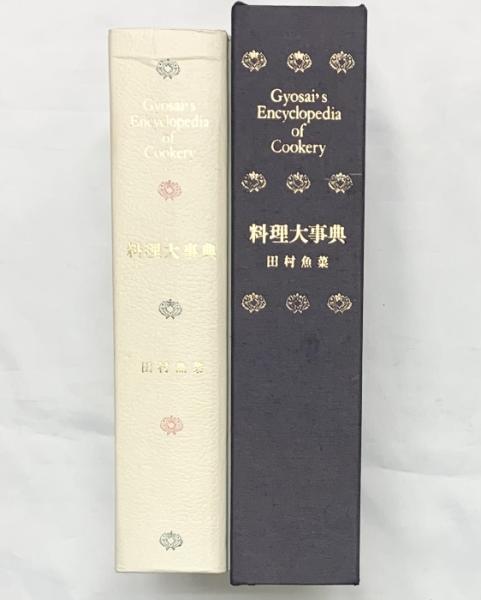 Gyosai's
Encyclopedia
of
Cookery
料理大事典
田村魚菜
Gyosai's
Encyclopedia
of
Cookery
料理大事典
田村魚菜